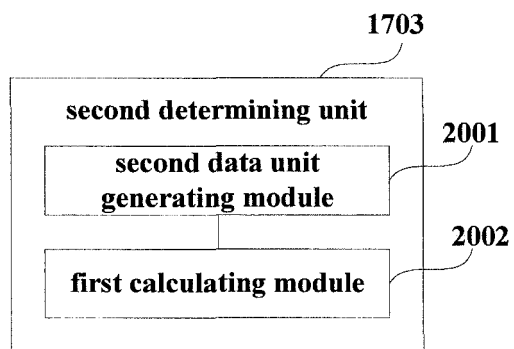 1703
second determining unit
2001
second data unit
generating module
2002
first calculating module